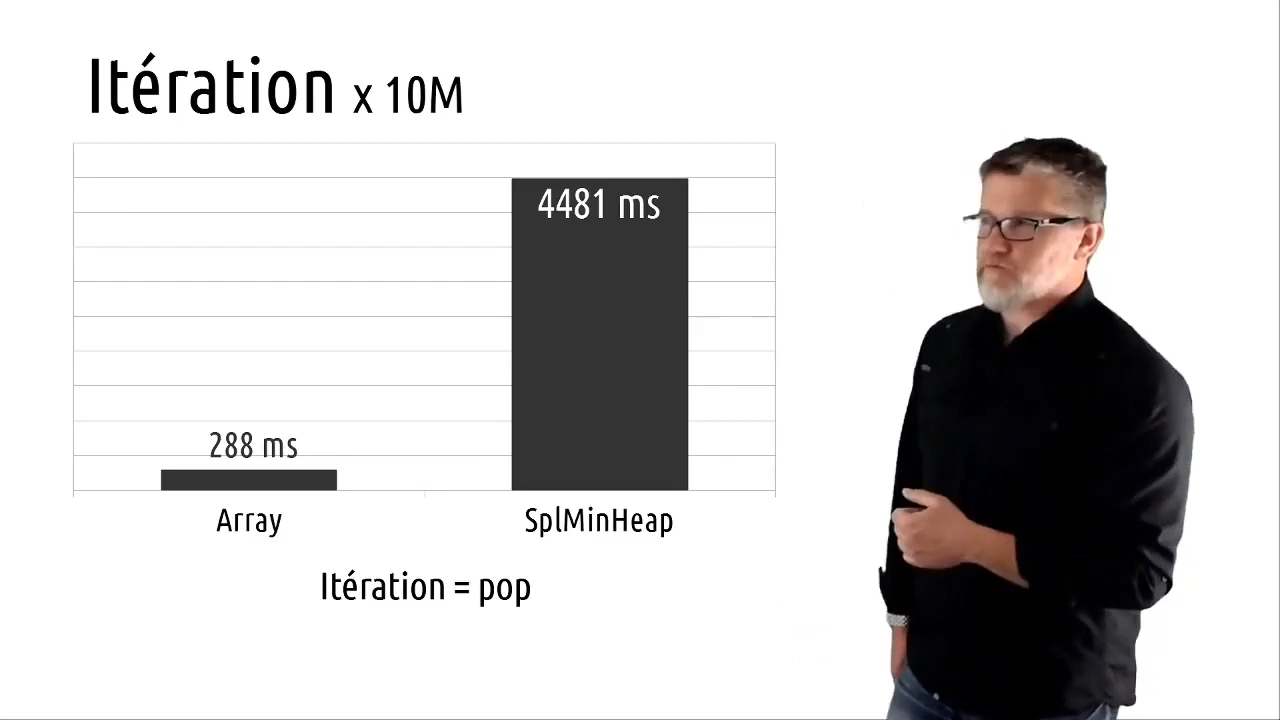 Itération x 10M
4481 ms
288 ms
Array
SplMinHeap
Itération = pop